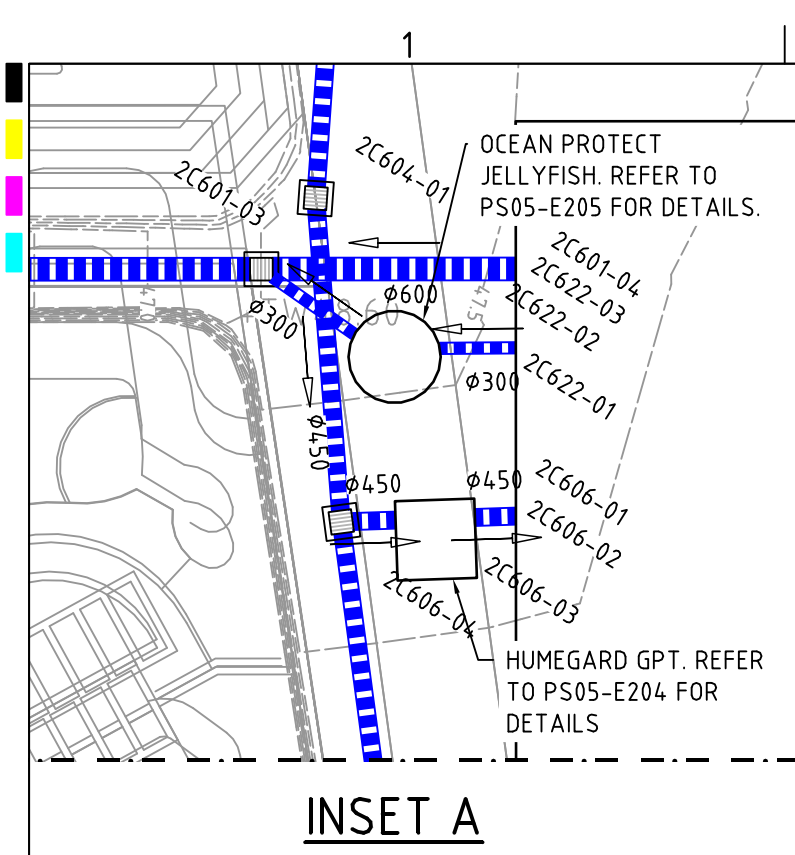 1
OCEAN PROTECT
JELLYFISH. REFER TO
PS05-E205 FOR DETAILS.
2C604-01
2C601-03
2C601-04
2C622-03
2C622-02
2C622-01
ϕ600
ϕ300
47.5
ϕ300
ϕ450
ϕ450
ϕ450
2C606-01
2C606-02
2C606-03
2C606-04
HUMEGARD GPT. REFER
TO PS05-E204 FOR
DETAILS
INSET A